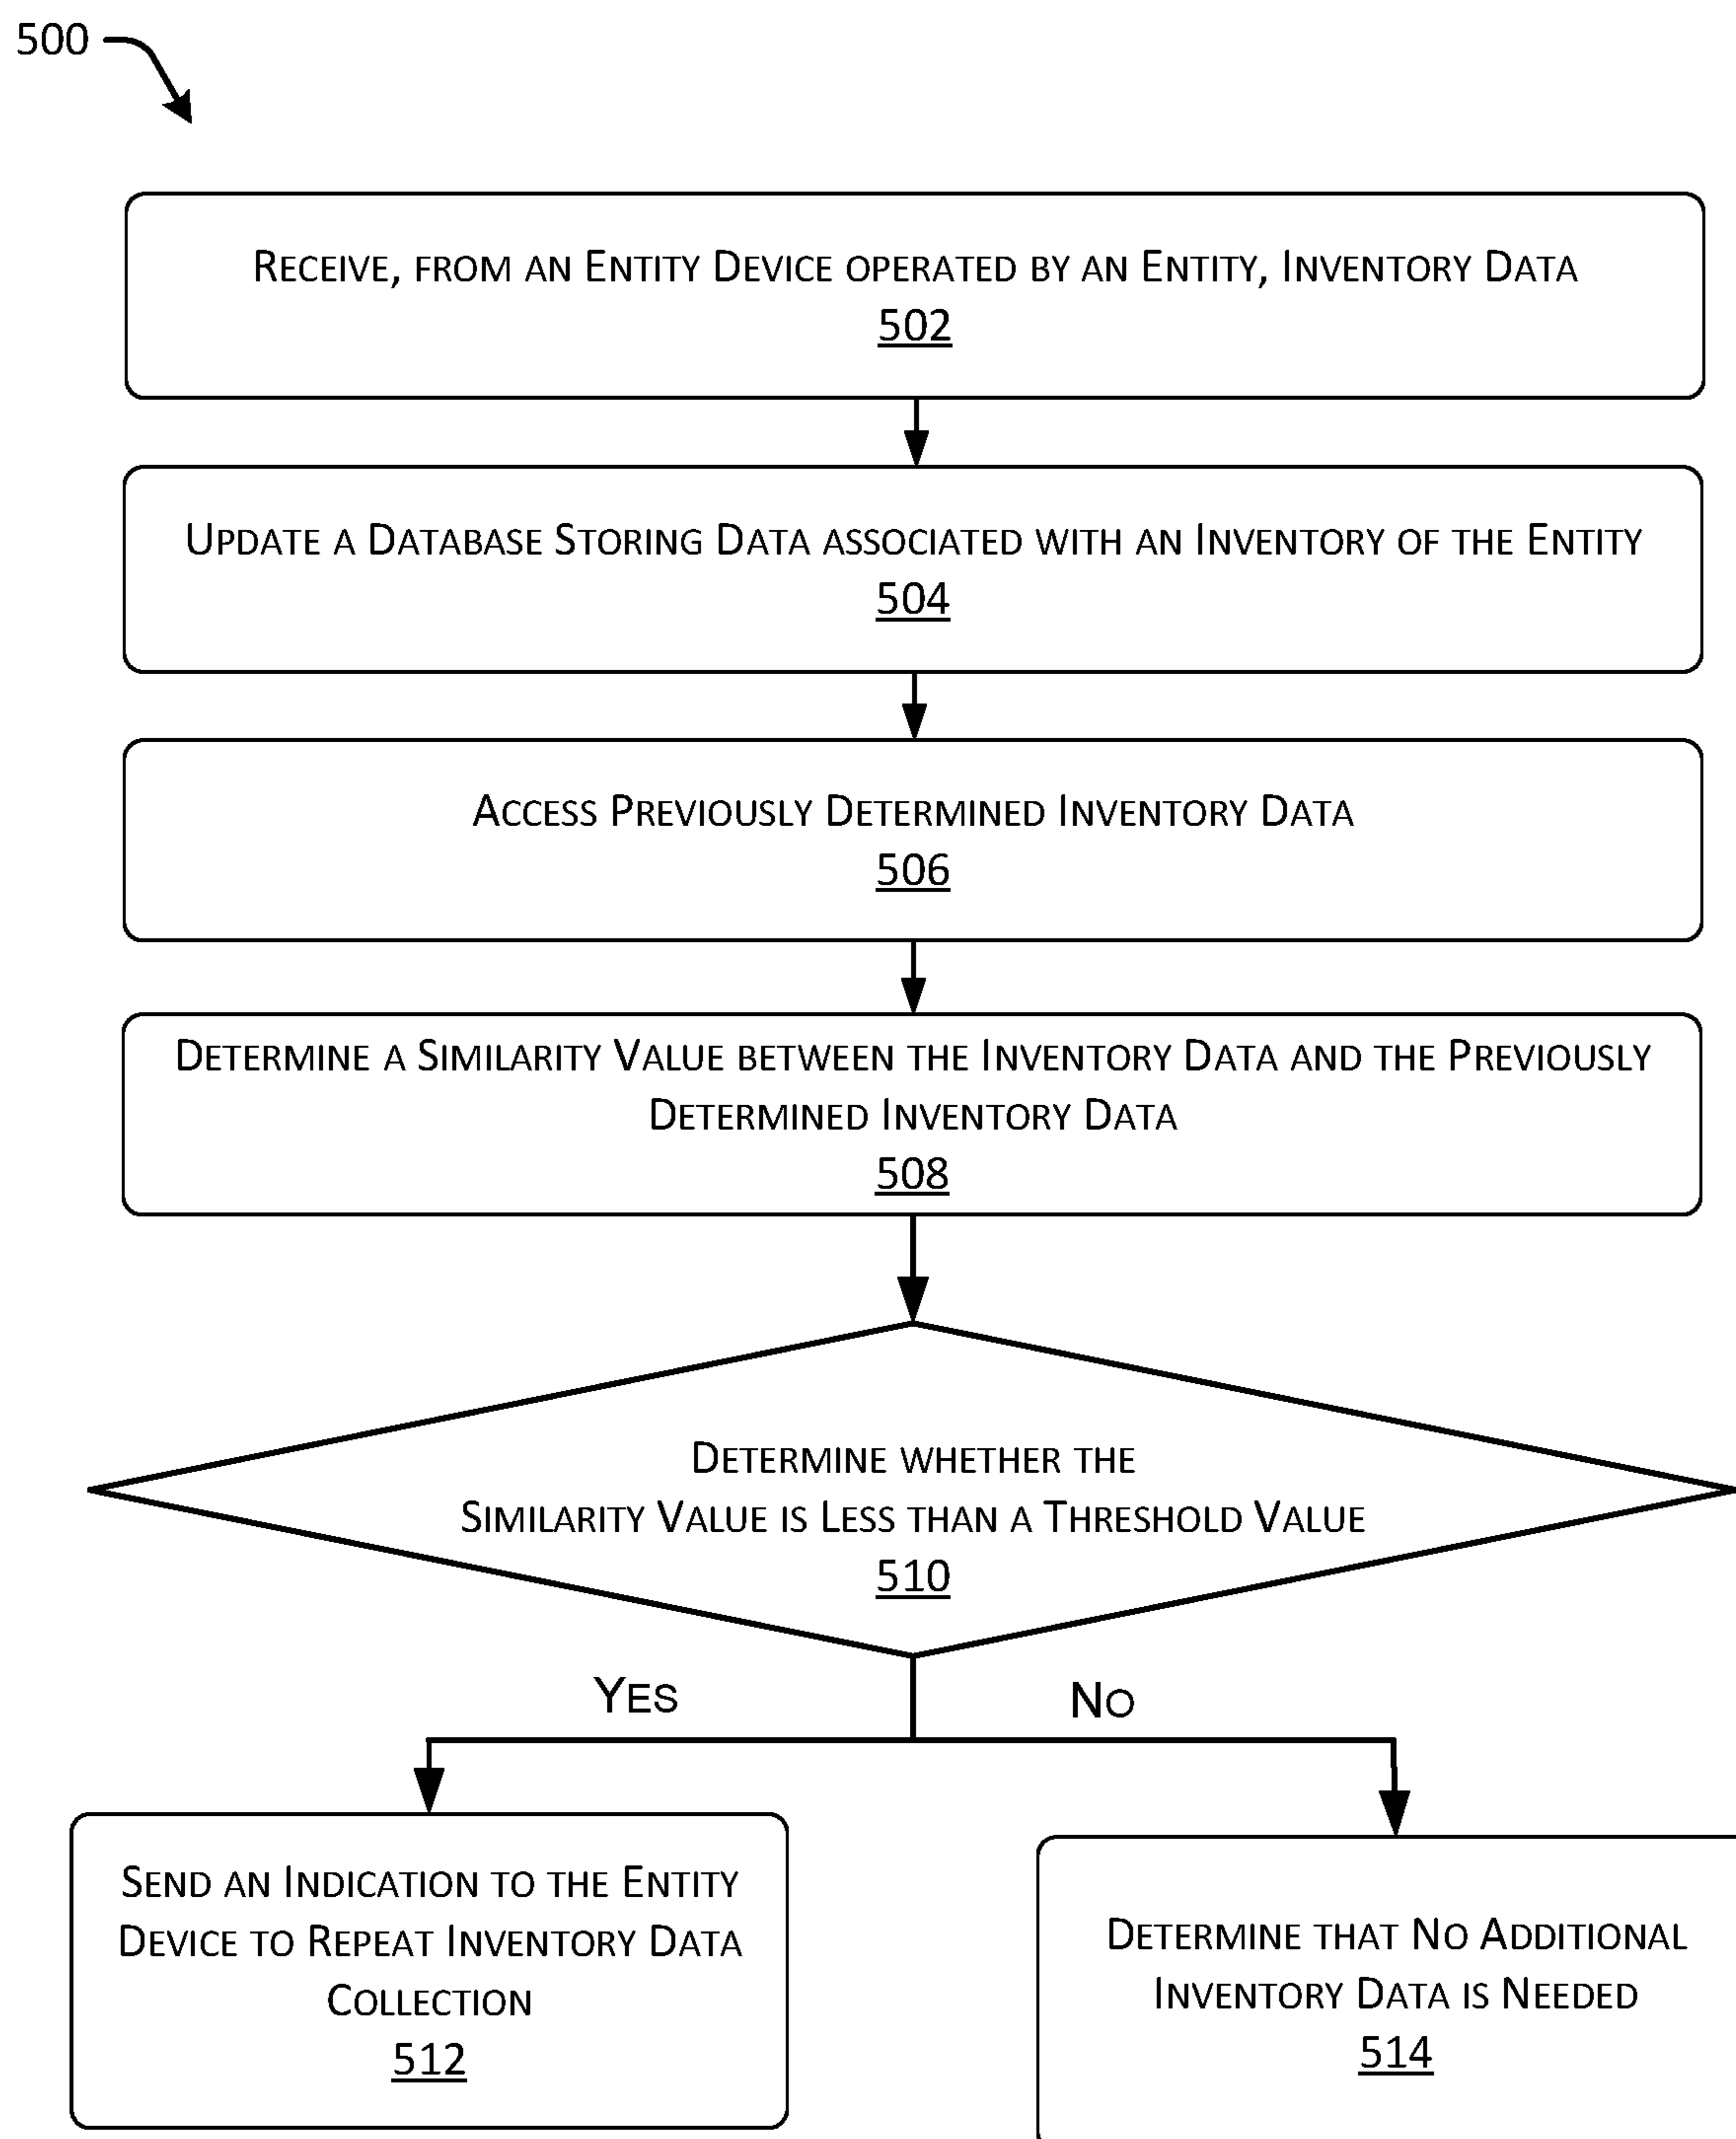 500
Receive, from an Entity Device operated by an Entity, Inventory Data
502
Update a Database Storing Data associated with an Inventory of the Entity
504
Access Previously Determined Inventory Data
506
Determine a Similarity Value between the Inventory Data and the Previously
Determined Inventory Data
508
Determine whether the
Similarity Value is Less than a Threshold Value
510
Yes
No
Send an Indication to the Entity
Device to Repeat Inventory Data
Collection
512
Determine that No Additional
Inventory Data is Needed
514